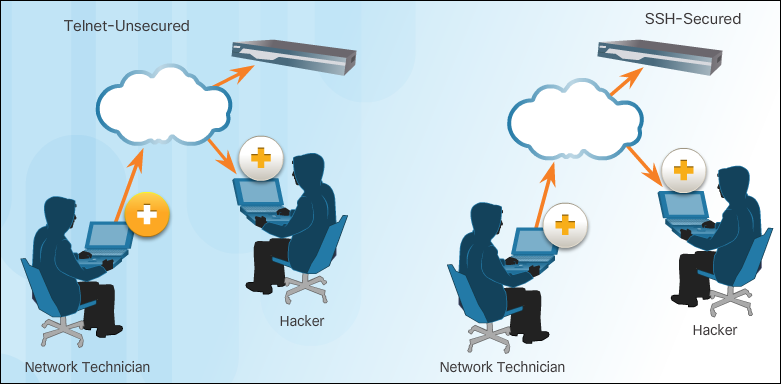 Telnet-Unsecured
SSH-Secured
Hacker
Hacker
Network Technician
Network Technician